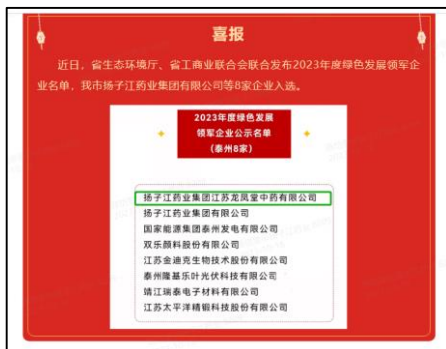 喜报
近日，省生态环境厅、省工商业联合会联合发布2023年度绿色发展领军企
业名单，我市扬子江药业集团有限公司等8家企业入选。
2023年度绿色发展
领军企业公示名单
（泰州8家）
扬子江药业集团江苏龙凤堂中药有限公司
扬子江药业集团有限公司
国家能源集团泰州发电有限公司
双乐颜料股份有限公司
江苏金迪克生物技术股份有限公司
泰州隆基乐叶光伏科技有限公司
靖江瑞泰电子材料有限公司
江苏太平洋精锻科技股份有限公司